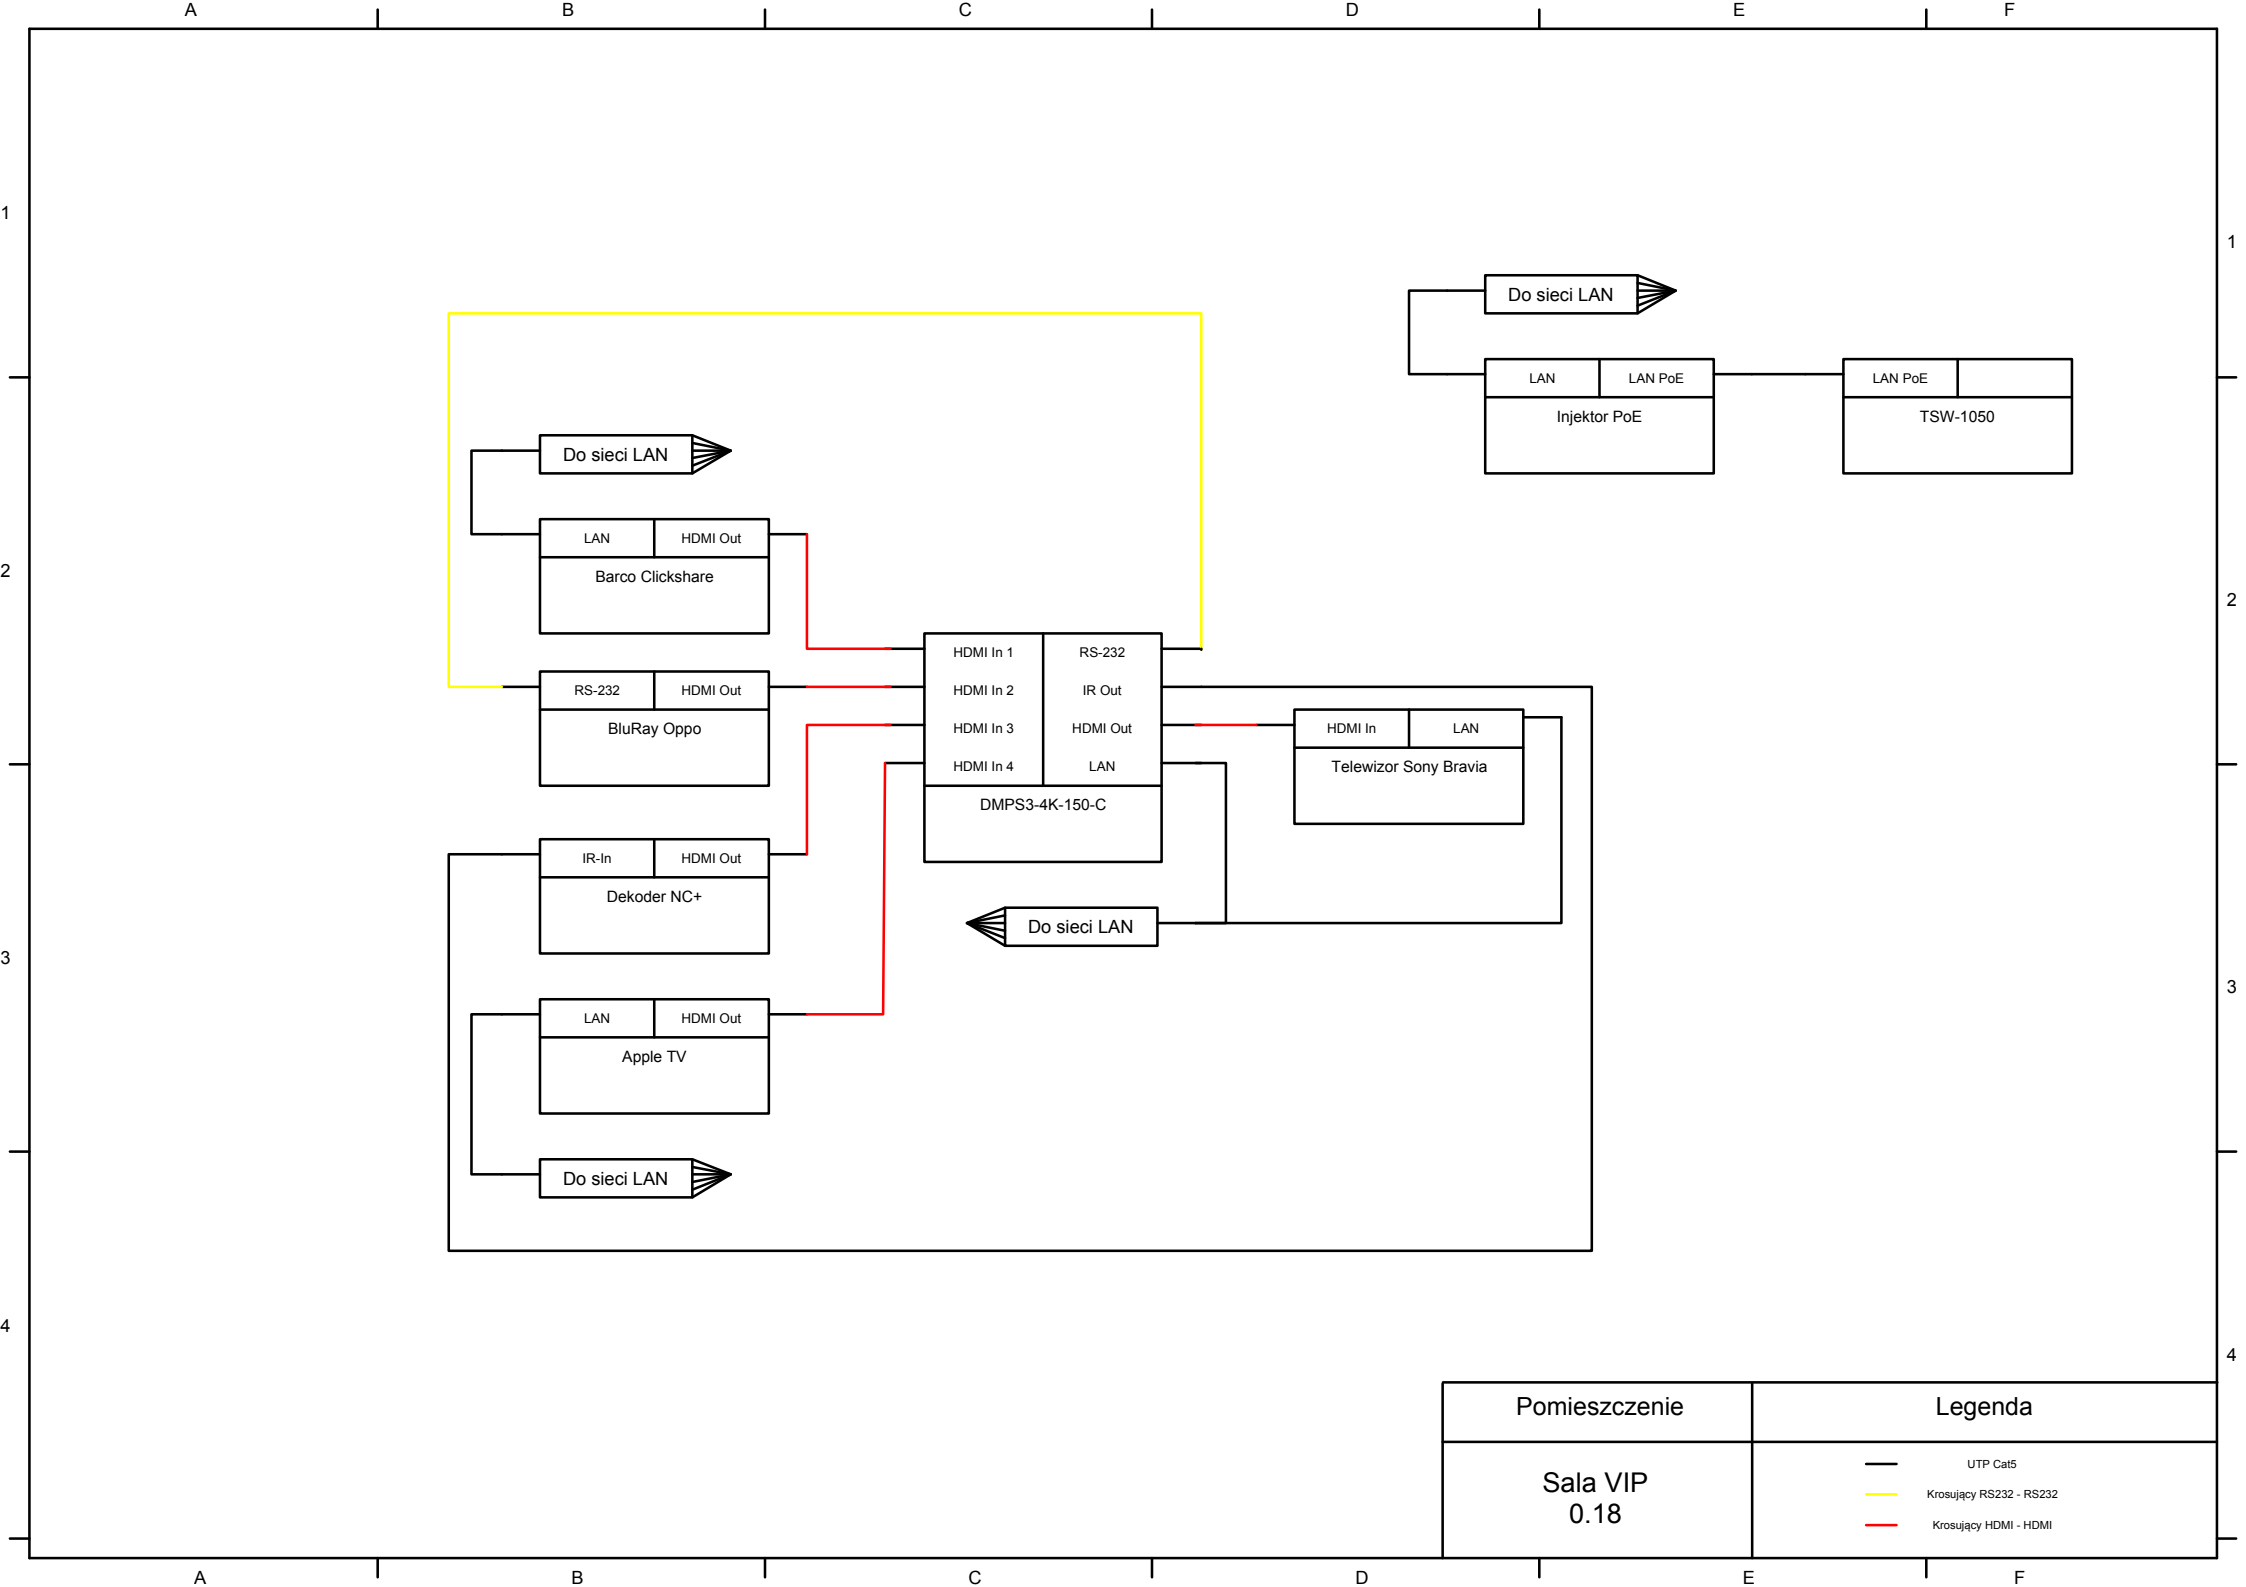 A B C D E F
1
1
Do sieci LAN
LAN LAN PoE LAN PoE
Injektor PoE TSW-1050
Do sieci LAN
LAN HDMI Out
Barco Clickshare
2
2
HDMI In 1 RS-232
RS-232 HDMI Out HDMI In 2 IR Out
BluRay Oppo HDMI In 3 HDMI Out HDMI In LAN
HDMI In 4 LAN Telewizor Sony Bravia
DMPS3-4K-150-C
IR-In HDMI Out
Dekoder NC+
Do sieci LAN
3
3
LAN HDMI Out
Apple TV
Do sieci LAN
4
4
Pomieszczenie Legenda
Sala VIP
0.18
UTP Cat5
Krosujący RS232 - RS232
Krosujący HDMI - HDMI
A B C D E F